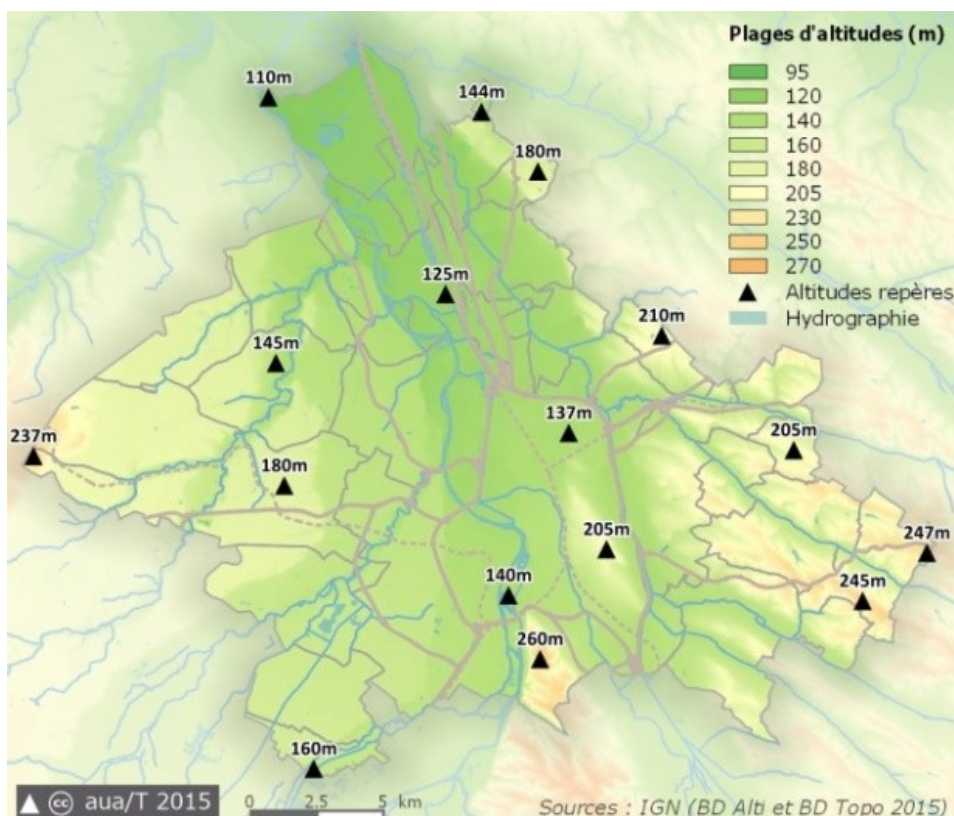 Plages d'altitudes (m)
95
120
140
160
180
205
230
250
270
Altitudes repères
Hydrographie
110m
144m
180m
125m
210m
145m
137m
205m
237m
180m
205m
247m
140m
245m
260m
160m
cc aua/T 2015
0 2.5 5 km
Sources : IGN (BD Alti et BD Topo 2015)